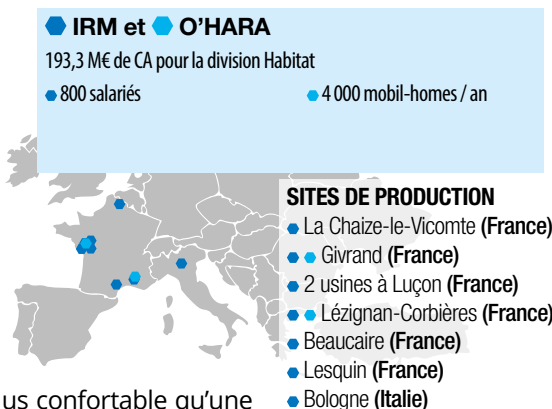 IRM et O'HARA
193,3 M€ de CA pour la division Habitat
800 salariés
4 000 mobil-homes / an
SITES DE PRODUCTION
La Chaize-le-Vicomte (France)
Givrand (France)
2 usines à Luçon (France)
Lézignan-Corbières (France)
Beaucaire (France)
Lesquin (France)
Bologne (Italie)
us confortable qu'une